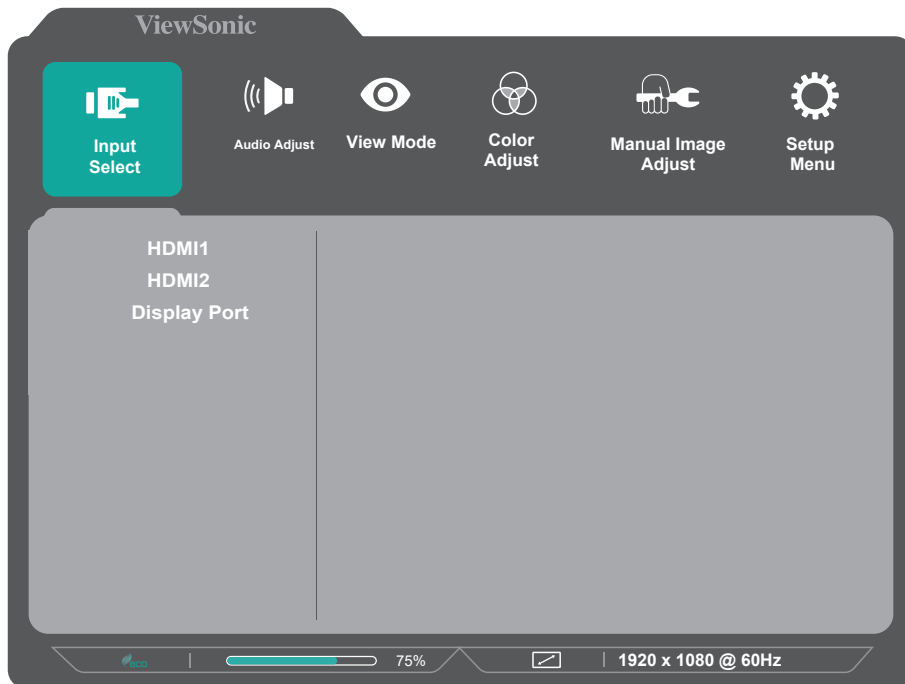 ViewSonic
Input
Select
Audio Adjust
View Mode
Color
Adjust
Manual Image
Adjust
Setup
Menu
HDMI1
HDMI2
Display Port
eco
75%
1920 x 1080 @ 60Hz